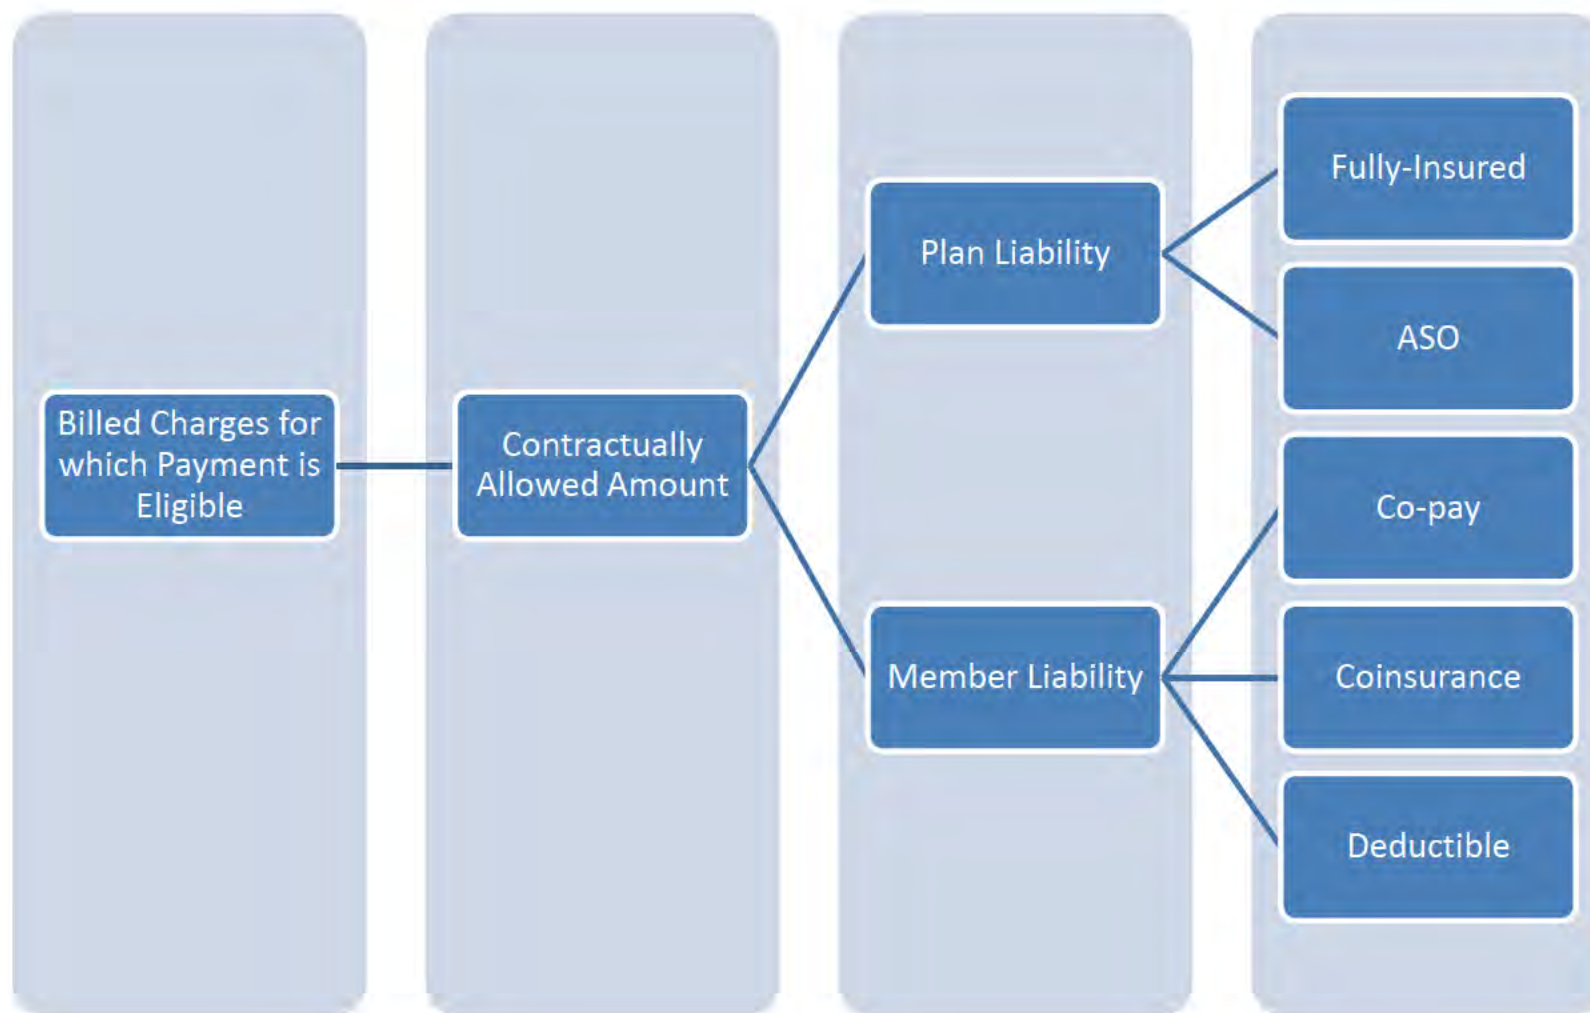 Billed Charges for
which Payment is
Eligible
Contractually
Allowed Amount
Plan Liability
Member Liability
Fully-Insured
ASO
Co-pay
Coinsurance
Deductible